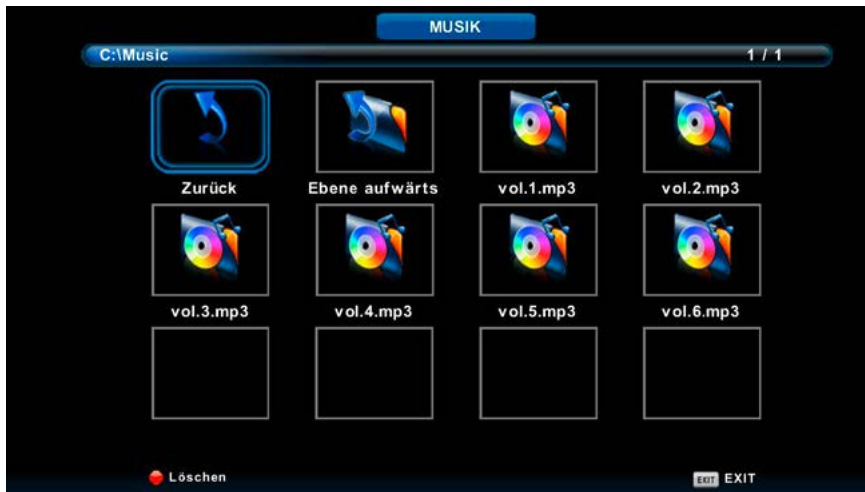 MUSIK
C:\Music 1 / 1
Zurück Ebene aufwärts vol.1.mp3 vol.2.mp3
vol.3.mp3 vol.4.mp3 vol.5.mp3 vol.6.mp3
Löschen EXIT EXIT